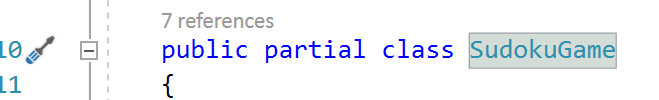 7 references
10 public partial class SudokuGame
11 {